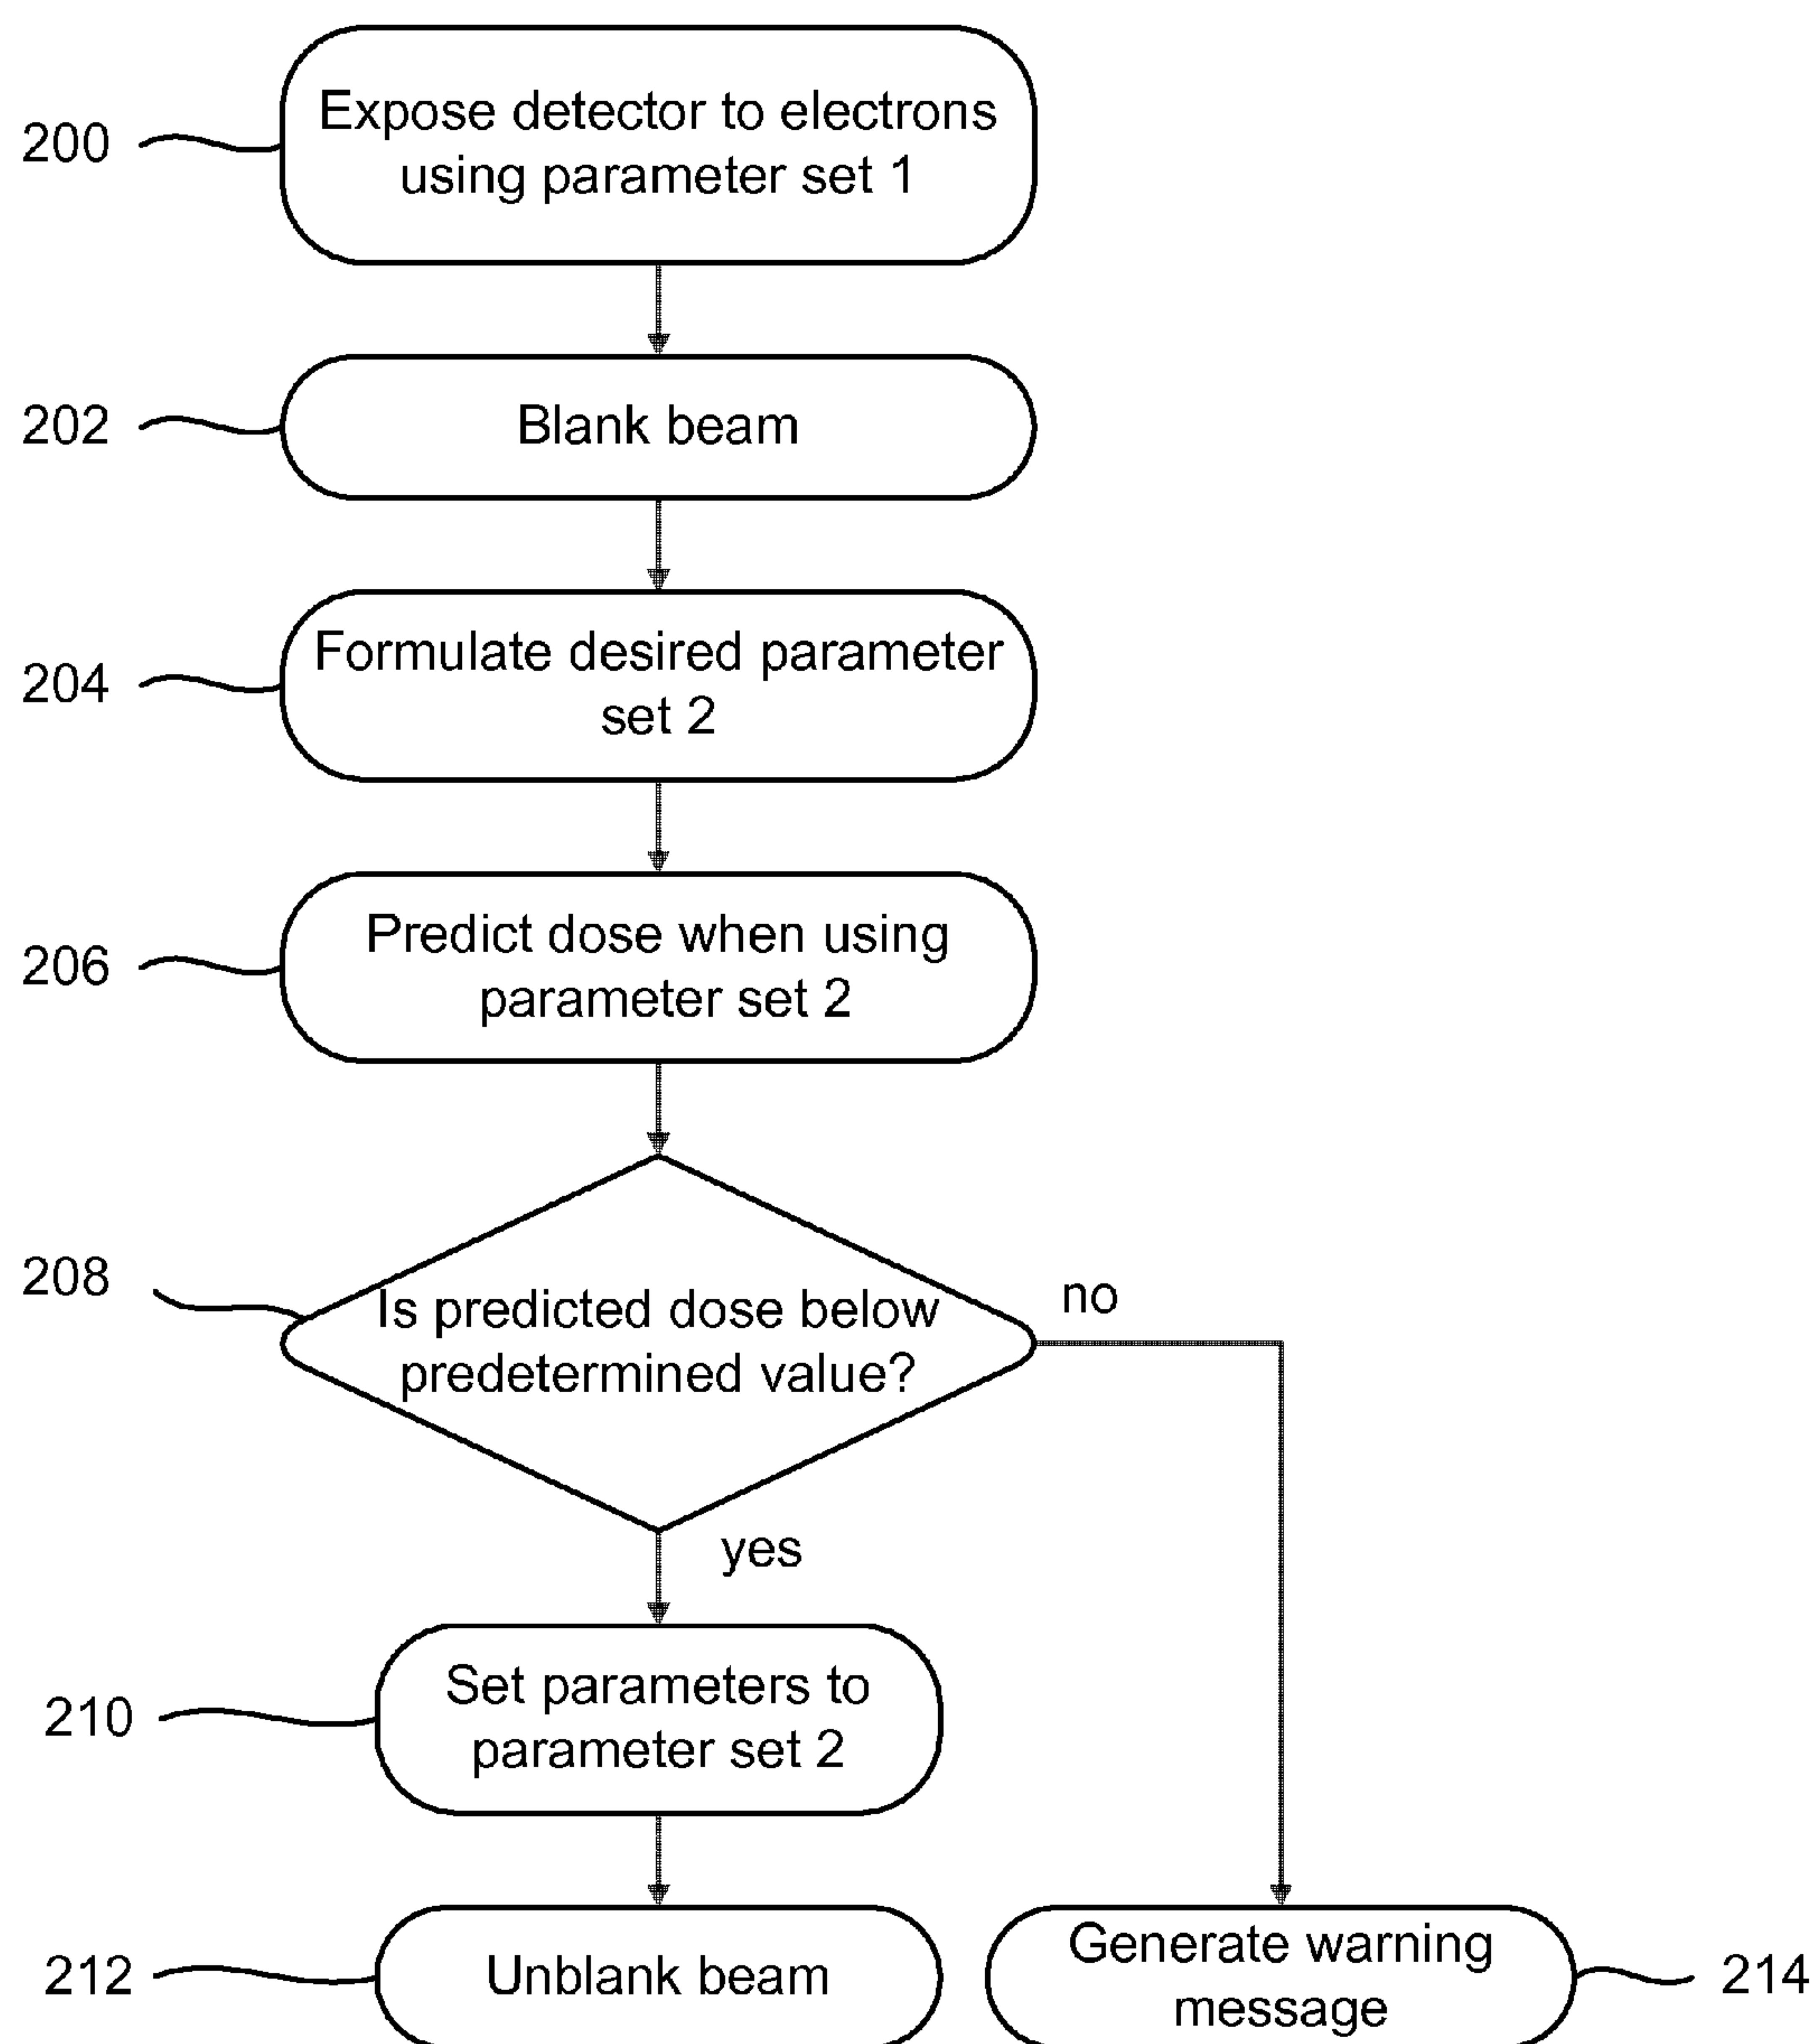 200
Expose detector to electrons
using parameter set 1
202
Blank beam
204
Formulate desired parameter
set 2
206
Predict dose when using
parameter set 2
208
Is predicted dose below
predetermined value?
no
yes
210
Set parameters to
parameter set 2
212
Unblank beam
Generate warning
message
214